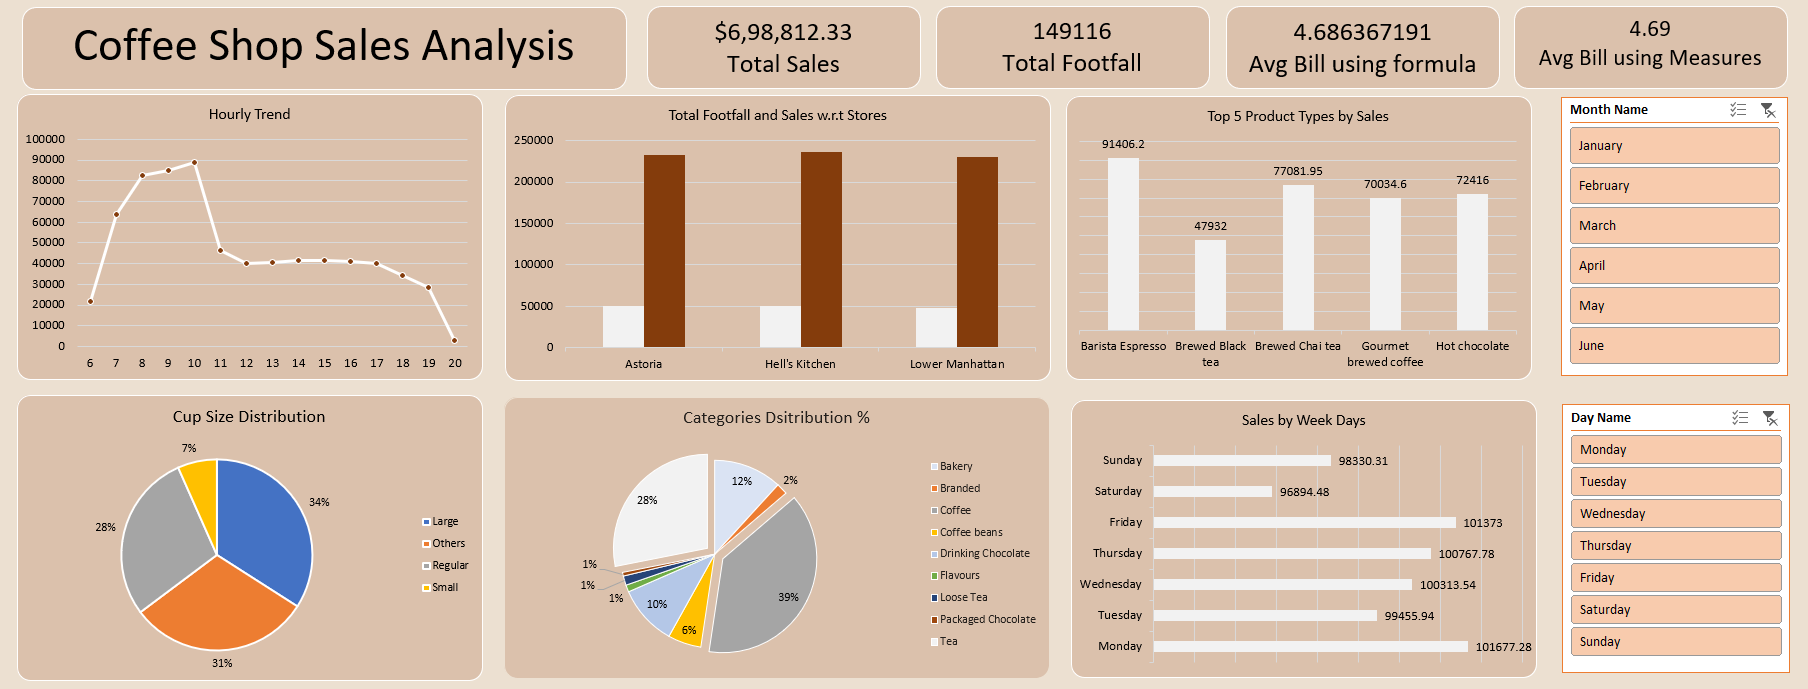 Coffee Shop Sales Analysis
$6,98,812.33
Total Sales
149116
Total Footfall
4.686367191
Avg Bill using formula
4.69
Avg Bill using Measures
Hourly Trend
100000
90000
80000
70000
60000
50000
40000
30000
20000
10000
0
6 7 8 9 10 11 12 13 14 15 16 17 18 19 20
Total Footfall and Sales w.r.t Stores
250000
200000
150000
100000
50000
0
Astoria Hell's Kitchen Lower Manhattan
Top 5 Product Types by Sales
91406.2
47932
77081.95
70034.6
72416
Barista Espresso
Brewed Black
tea
Brewed Chai tea
Gourmet
brewed coffee
Hot chocolate
Month Name
January
February
March
April
May
June
Cup Size Distribution
7%
34%
28%
31%
Large
Others
Regular
Small
Categories Dsitribution %
12%
2%
28%
39%
1%
1%
1%
10%
6%
Bakery
Branded
Coffee
Coffee beans
Drinking Chocolate
Flavours
Loose Tea
Packaged Chocolate
Tea
Sales by Week Days
Sunday 98330.31
Saturday 96894.48
Friday 101373
Thursday 100767.78
Wednesday 100313.54
Tuesday 99455.94
Monday 101677.28
Day Name
Monday
Tuesday
Wednesday
Thursday
Friday
Saturday
Sunday